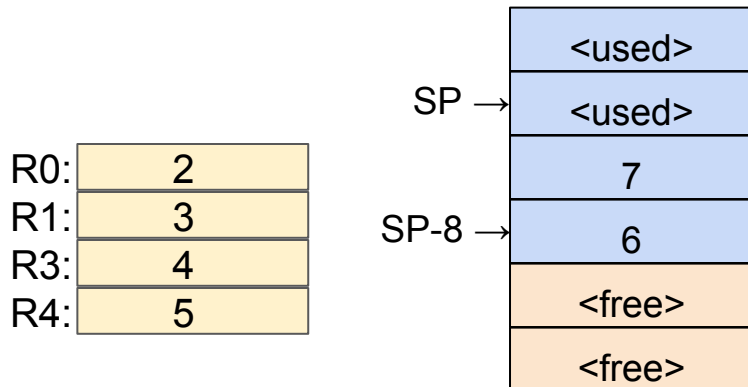 R0: 2
R1: 3
R3: 4
R4: 5
<used>
SP → <used>
7
SP-8 → 6
<free>
<free>